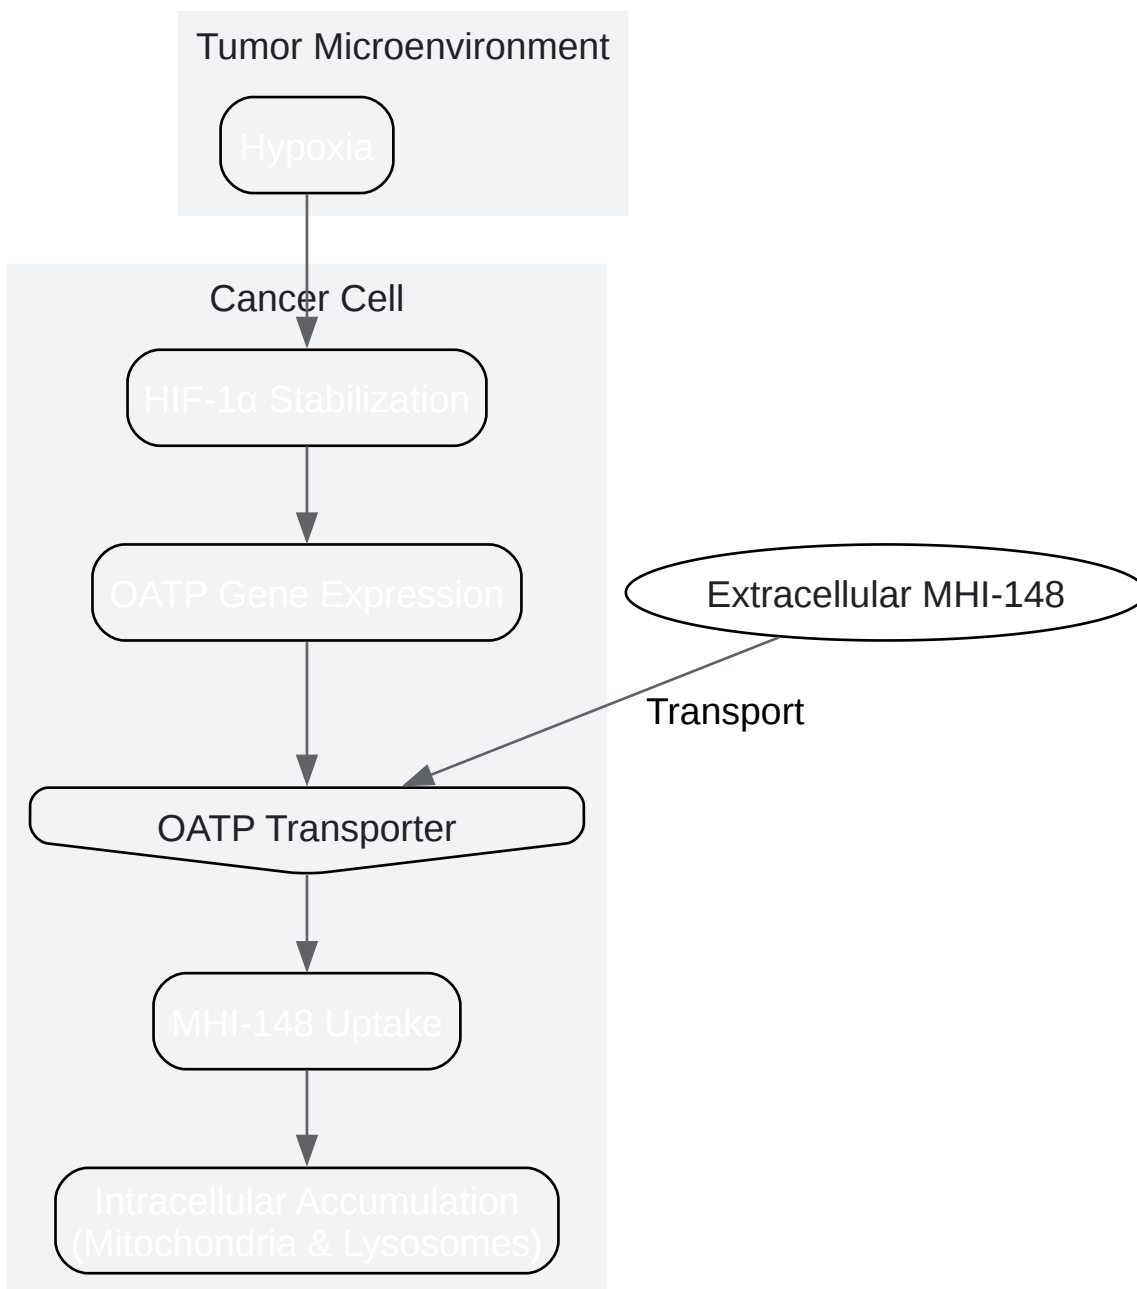 Tumor Microenvironment
Hypoxia
Cancer Cell
HIF-1α Stabilization
OATP Gene Expression
Extracellular MHI-148
Transport
OATP Transporter
MHI-148 Uptake
Intracellular Accumulation
(Mitochondria & Lysosomes)